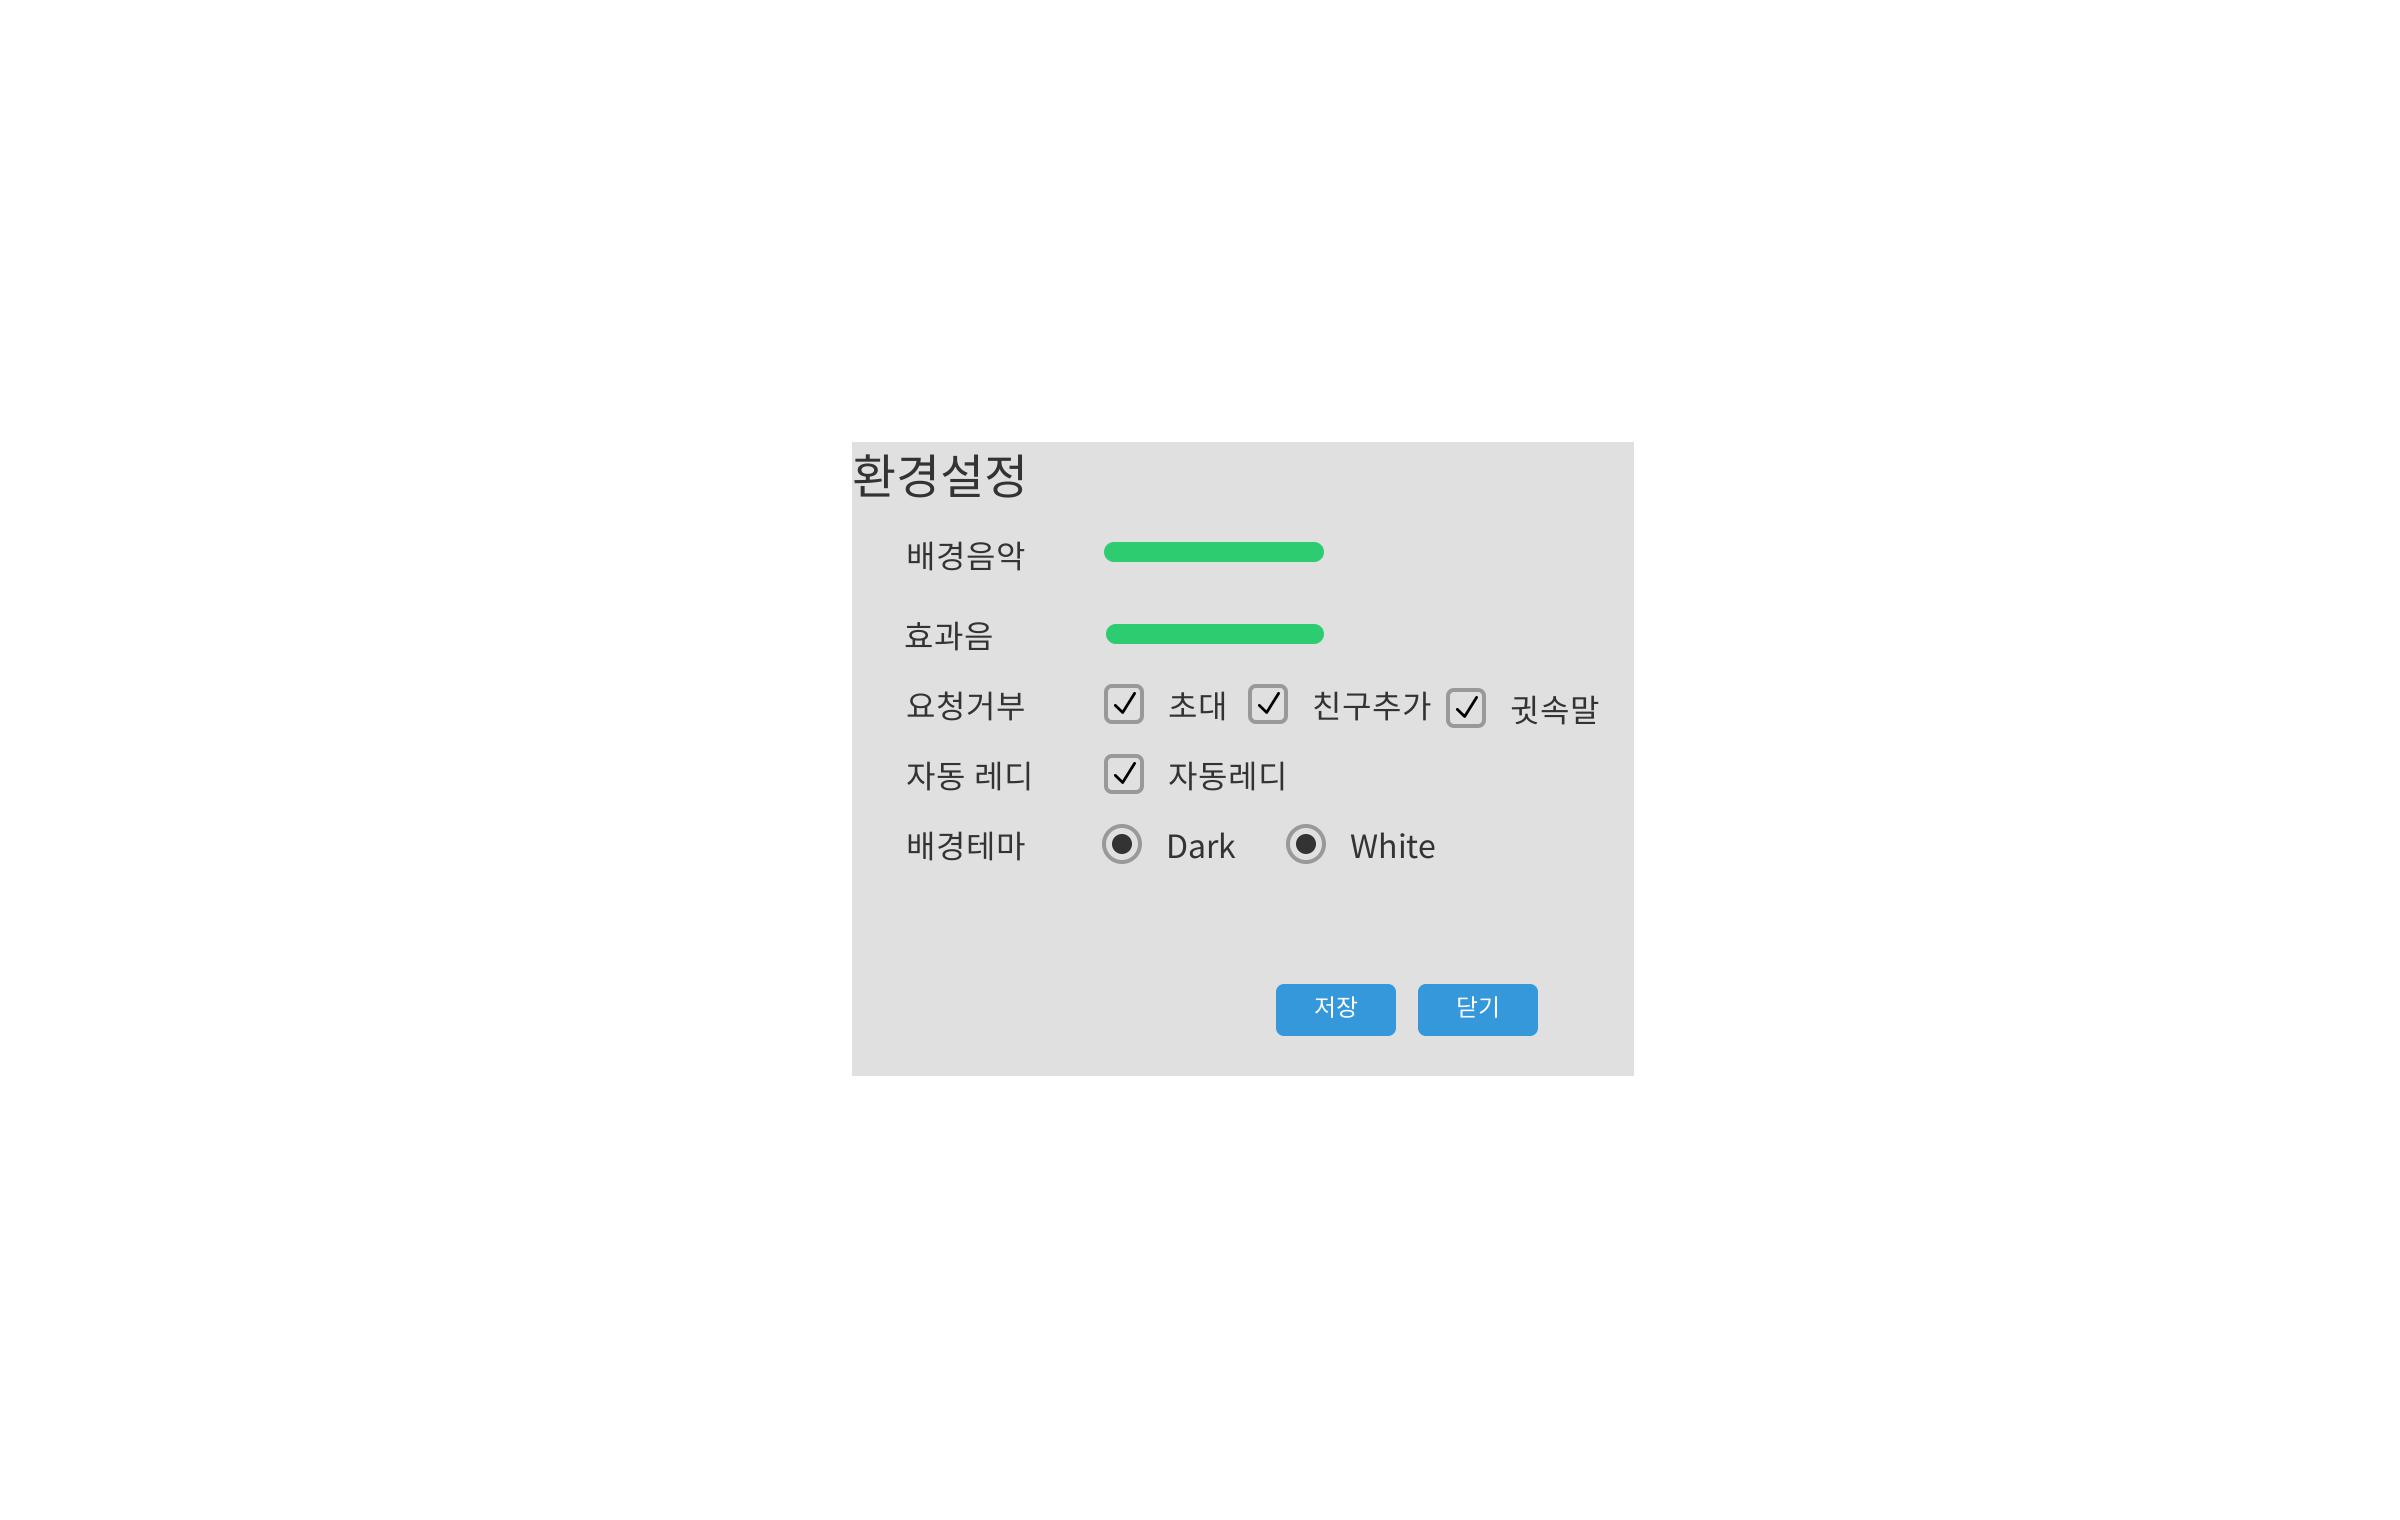 환경설정
배경음악
효과음
요청거부 초대 친구추가 귓속말
자동 레디 자동레디
배경테마 Dark White
저장 닫기